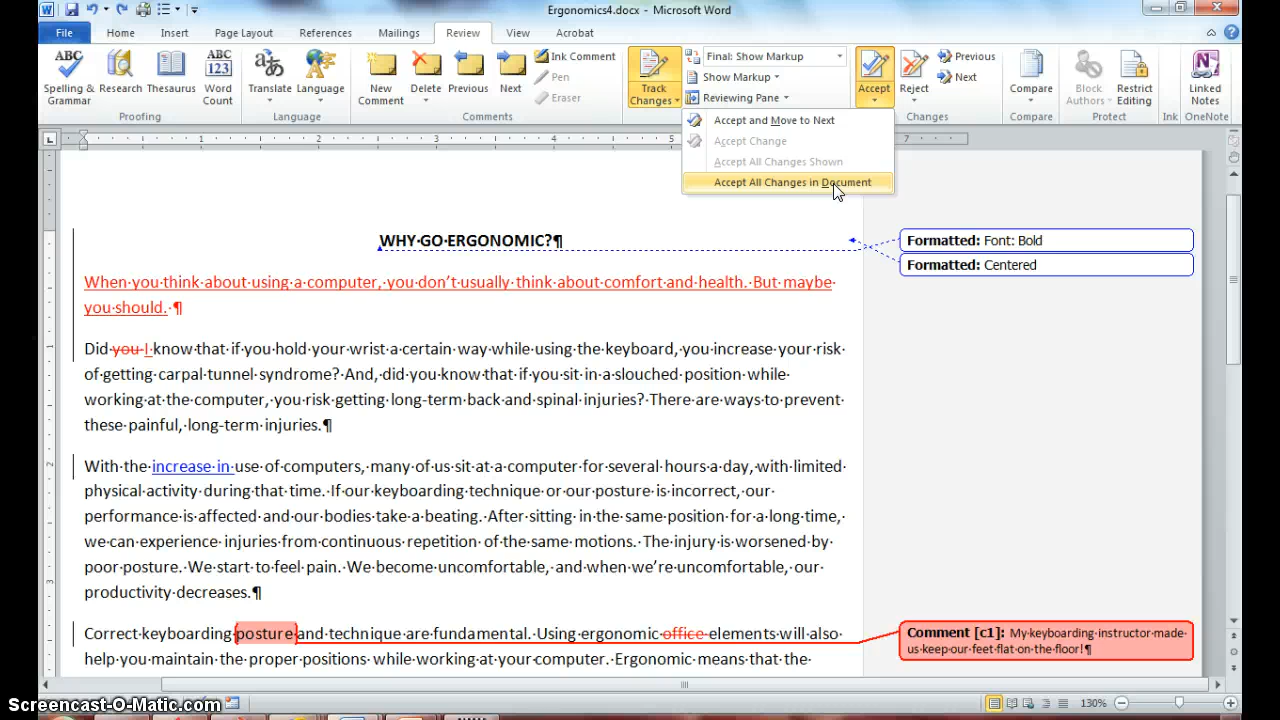 Ergonomics4.docx - Microsoft Word
File Home Insert Page Layout References Mailings Review View Acrobat
Spelling & Grammar
Research
Thesaurus
Word Count
Translate
Language
New Comment
Delete
Previous
Next
Ink Comment
Pen
Eraser
Track Changes
Final: Show Markup
Show Markup
Reviewing Pane
Accept
Reject
Previous
Next
Compare
Block Authors
Restrict Editing
Linked Notes
Proofing Language Comments Changes Compare Protect Ink OneNote
Accept and Move to Next
Accept Change
Accept All Changes Shown
Accept All Changes in Document
1 2 3 4 5 7
WHY·GO·ERGONOMIC?¶
Formatted: Font: Bold
Formatted: Centered
When·you·think·about·using·a·computer,·you·don't·usually·think·about·comfort·and·health.·But·maybe·
you·should.·¶
Did·you·I·know·that·if·you·hold·your·wrist·a·certain·way·while·using·the·keyboard,·you·increase·your·risk·
of·getting·carpal·tunnel·syndrome?·And,·did·you·know·that·if·you·sit·in·a·slouched·position·while·
working·at·the·computer,·you·risk·getting·long-term·back·and·spinal·injuries?·There·are·ways·to·prevent·
these·painful,·long-term·injuries.¶
With·the·increase·in·use·of·computers,·many·of·us·sit·at·a·computer·for·several·hours·a·day,·with·limited·
physical·activity·during·that·time.·If·our·keyboarding·technique·or·our·posture·is·incorrect,·our·
performance·is·affected·and·our·bodies·take·a·beating.·After·sitting·in·the·same·position·for·a·long·time,·
we·can·experience·injuries·from·continuous·repetition·of·the·same·motions.·The·injury·is·worsened·by·
poor·posture.·We·start·to·feel·pain.·We·become·uncomfortable,·and·when·we're·uncomfortable,·our·
productivity·decreases.¶
Correct·keyboarding·posture·and·technique·are·fundamental.·Using·ergonomic·office·elements·will·also·
help·you·maintain·the·proper·positions·while·working·at·your·computer.·Ergonomic·means·that·the·
Comment [c1]: My·keyboarding·instructor·made·
us·keep·our·feet·flat·on·the·floor!¶
1
2
3
130%
Screencast-O-Matic.com